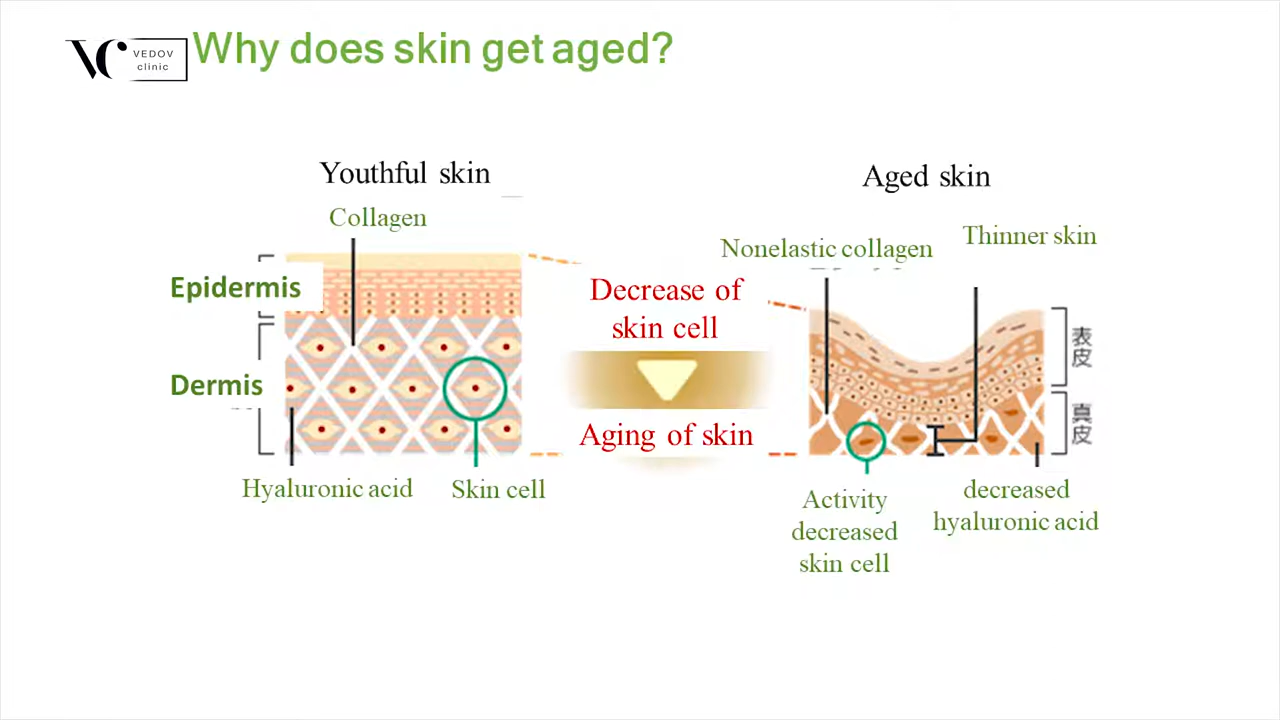 VC
VEDOV
clinic
Why does skin get aged?
Youthful skin
Collagen
Epidermis
Dermis
Hyaluronic acid
Skin cell
Decrease of
skin cell
Aging of skin
Aged skin
Nonelastic collagen
Thinner skin
表皮
真皮
Activity
decreased
skin cell
decreased
hyaluronic acid